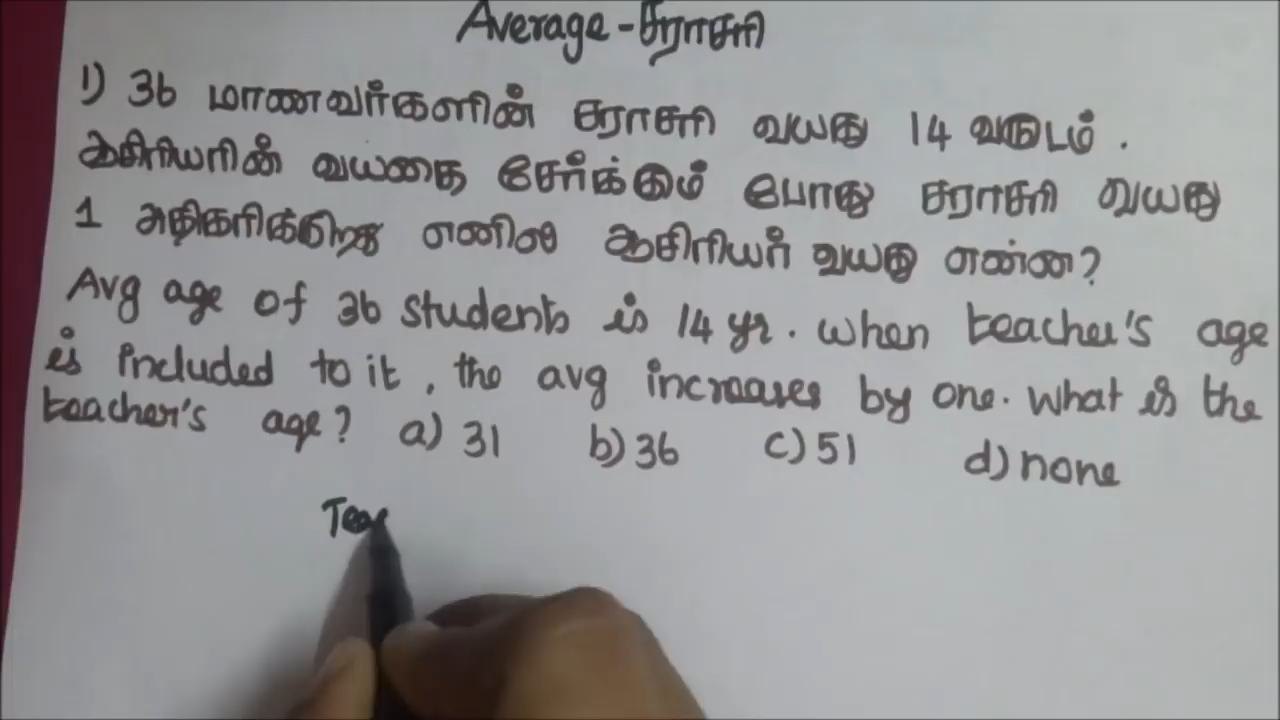 Average - சராசரி
1) 36 மாணவர்களின் சராசரி வயது 14 வருடம் .
ஆசிரியரின் வயதை சேர்க்கும் போது சராசரி வயது
1 அதிகரிக்கிறது எனில் ஆசிரியர் வயது என்ன?
Avg age of 36 students is 14 yr. when teacher's age
is included to it, the avg increases by one. What is the
teacher's age? a) 31 b) 36 c) 51 d) none
Teac